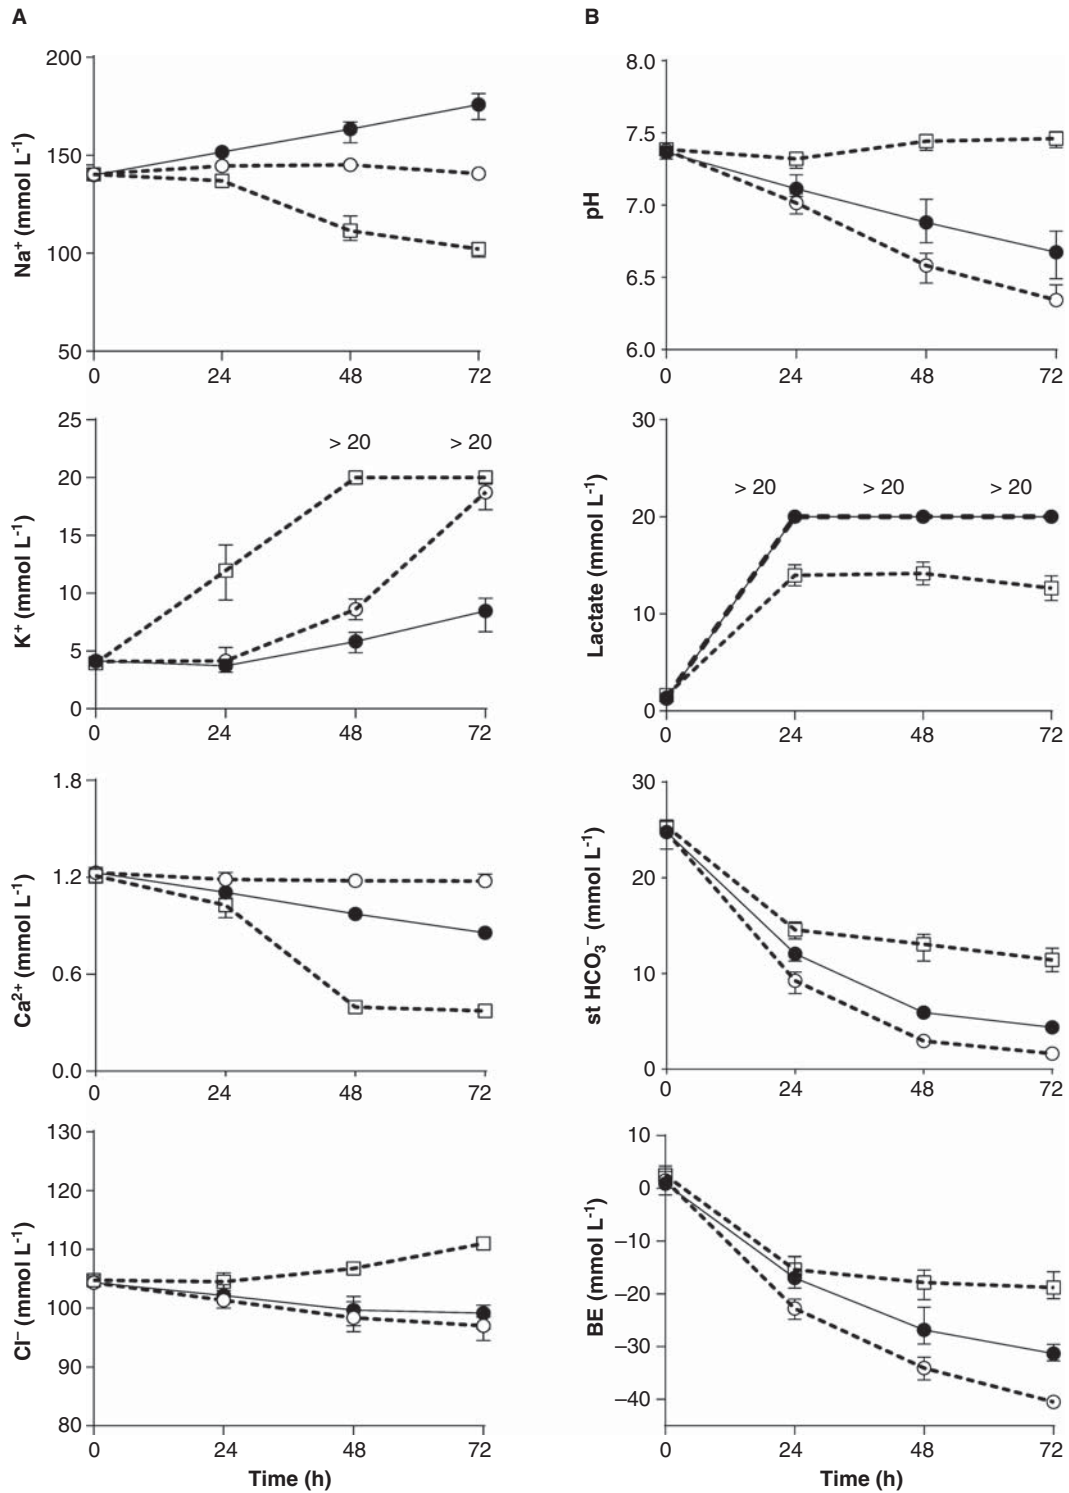 A
200
150
100
50
Na⁺ (mmol L⁻¹)
0 24 48 72
25
20
15
10
5
0
K⁺ (mmol L⁻¹)
> 20 > 20
0 24 48 72
1.8
1.2
0.6
0.0
Ca²⁺ (mmol L⁻¹)
0 24 48 72
130
120
110
100
90
80
Cl⁻ (mmol L⁻¹)
0 24 48 72
Time (h)
B
8.0
7.5
7.0
6.5
6.0
pH
0 24 48 72
30
20
10
0
Lactate (mmol L⁻¹)
> 20 > 20 > 20
0 24 48 72
30
20
10
0
st HCO₃⁻ (mmol L⁻¹)
0 24 48 72
10
0
–10
–20
–30
–40
BE (mmol L⁻¹)
0 24 48 72
Time (h)